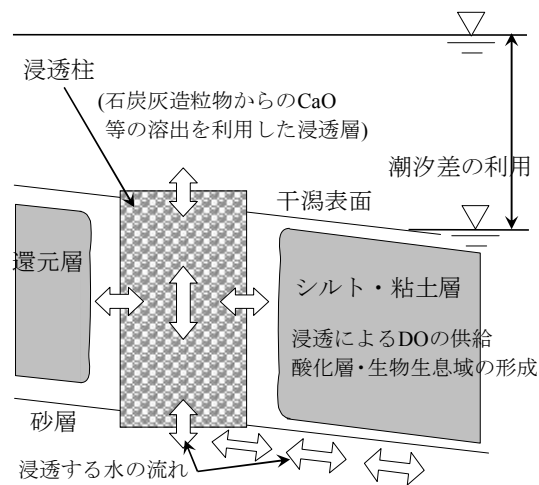 浸透柱
(石炭灰造粒物からのCaO
等の溶出を利用した浸透層)
潮汐差の利用
干潟表面
還元層
シルト・粘土層
浸透によるDOの供給
酸化層・生物生息域の形成
砂層
浸透する水の流れ